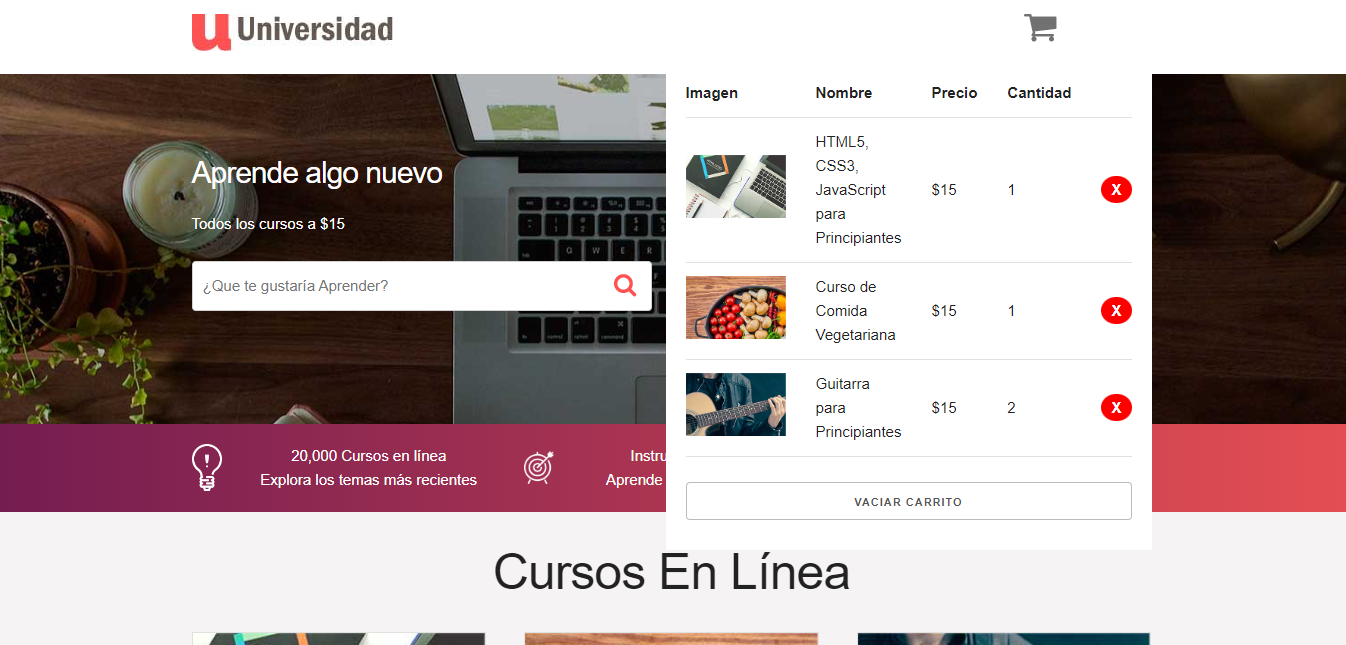 Universidad
Aprende algo nuevo
Todos los cursos a $15
¿Que te gustaría Aprender?
Imagen Nombre Precio Cantidad
HTML5,
CSS3,
JavaScript
para
Principiantes
$15 1 X
Curso de
Comida
Vegetariana
$15 1 X
Guitarra
para
Principiantes
$15 2 X
VACIAR CARRITO
20,000 Cursos en línea
Explora los temas más recientes
Instru
Aprende
Cursos En Línea